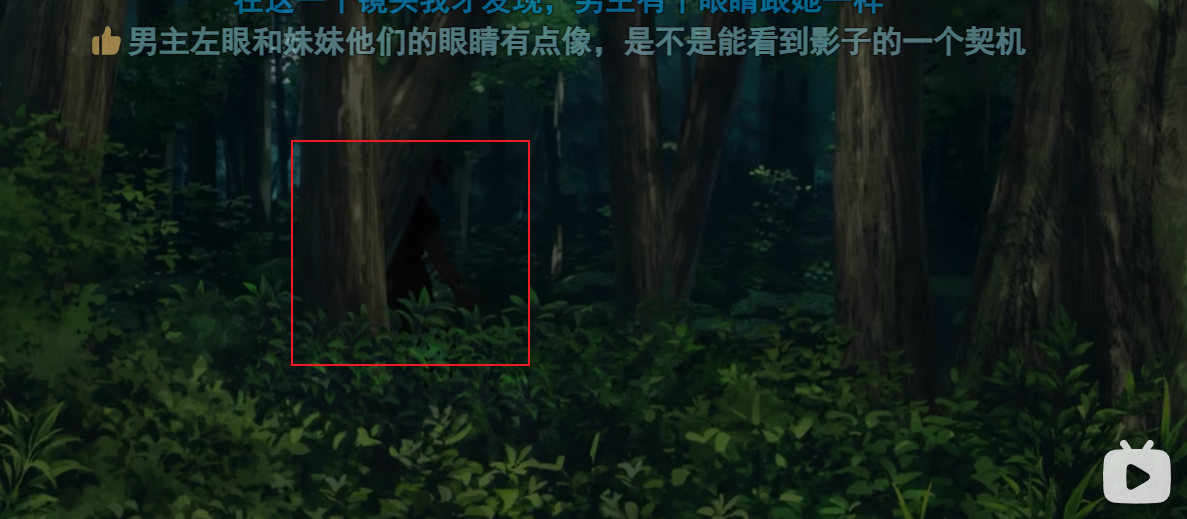 在这一个镜头我才发现，男主有个眼睛跟她一样
男主左眼和妹妹他们的眼睛有点像，是不是能看到影子的一个契机